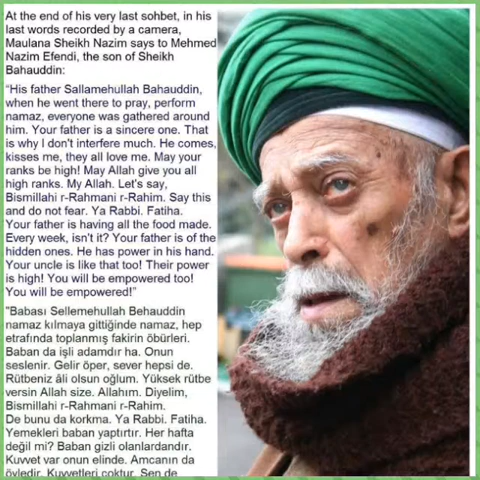 At the end of his very last sohbet, in his
last words recorded by a camera,
Maulana Sheikh Nazim says to Mehmed
Nazim Efendi, the son of Sheikh
Bahauddin:
“His father Sallamehullah Bahauddin,
when he went there to pray, perform
namaz, everyone was gathered around
him. Your father is a sincere one. That
is why I don't interfere much. He comes,
kisses me, they all love me. May your
ranks be high! May Allah give you all
high ranks. My Allah. Let's say,
Bismillahi r-Rahmani r-Rahim. Say this
and do not fear. Ya Rabbi. Fatiha.
Your father is having all the food made.
Every week, isn't it? Your father is of the
hidden ones. He has power in his hand.
Your uncle is like that too! Their power
is high! You will be empowered too!
You will be empowered!”
”Babası Sellemehullah Behauddin
namaz kılmaya gittiğinde namaz, hep
etrafında toplanmış fakirin öbürleri.
Baban da işli adamdır ha. Onun
seslenir. Gelir öper, sever hepsi de.
Rütbeniz âli olsun oğlum. Yüksek rütbe
versin Allah size. Allahım. Diyelim,
Bismillahi r-Rahmani r-Rahim.
De bunu da korkma. Ya Rabbi. Fatiha.
Yemekleri baban yaptırtır. Her hafta
değil mi? Baban gizli olanlardandır.
Kuvvet var onun elinde. Amcanın da
öyledir. Kuvvetleri çoktur. Sen de